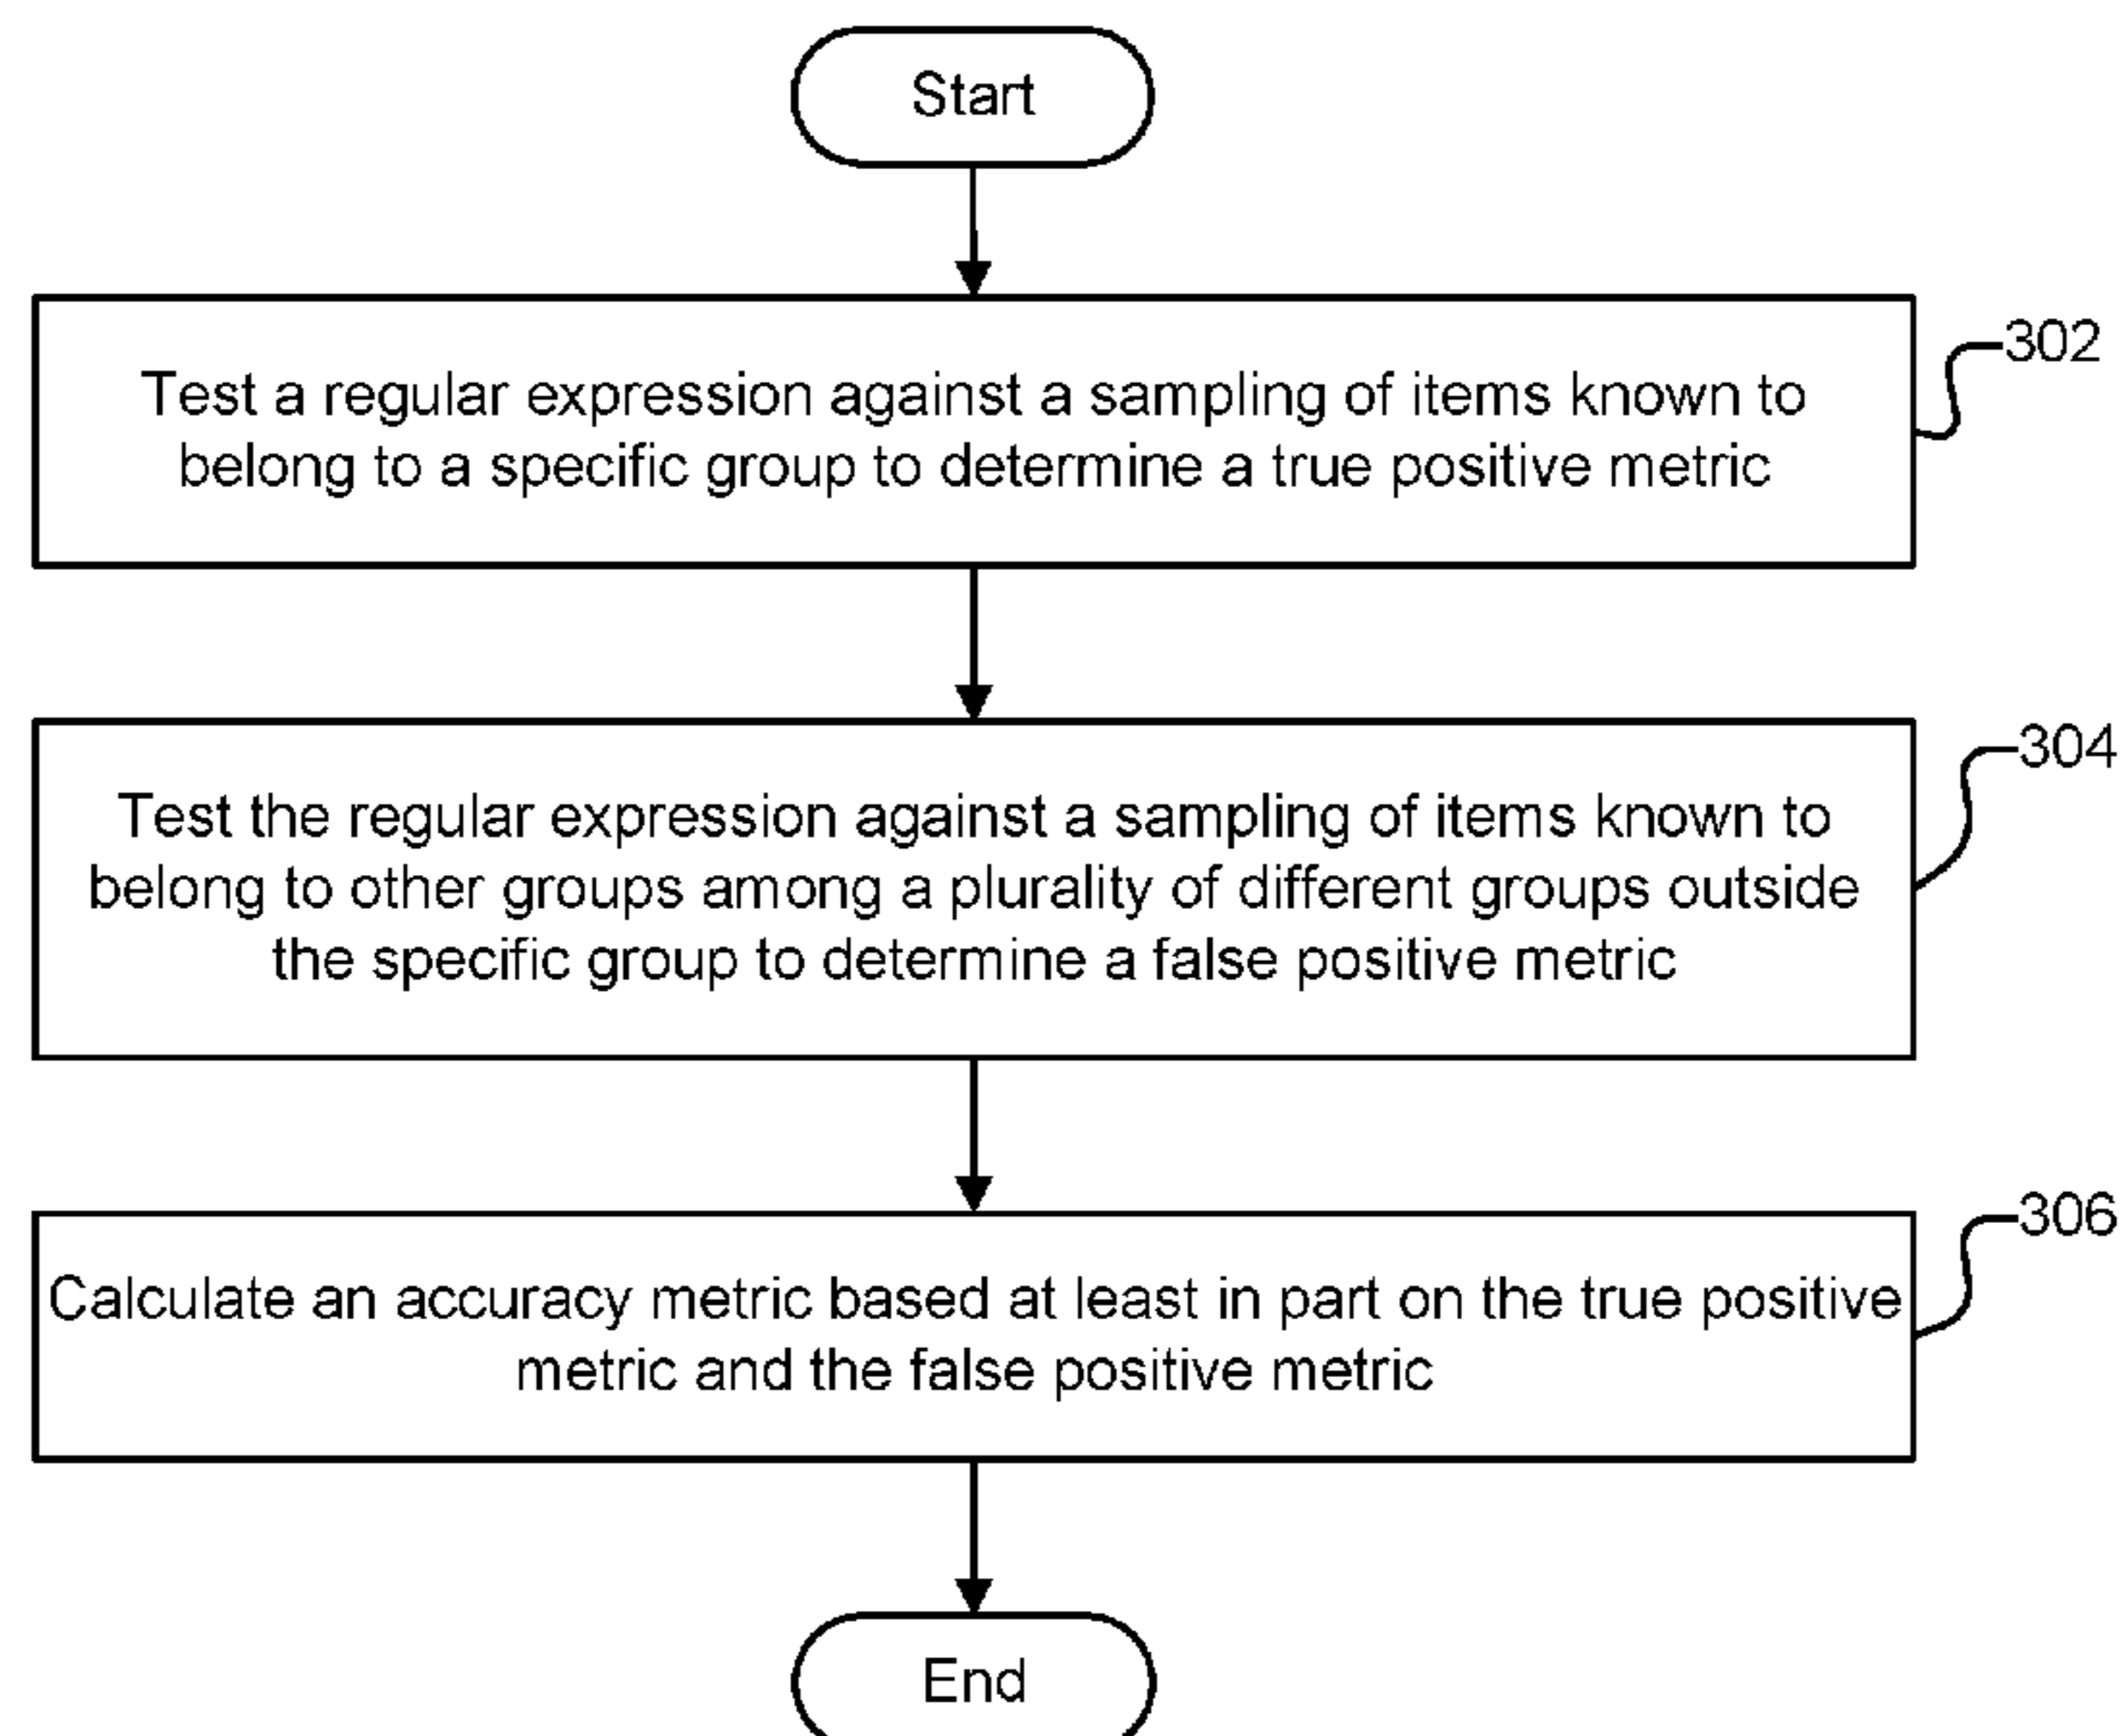 Start
Test a regular expression against a sampling of items known to
belong to a specific group to determine a true positive metric
302
Test the regular expression against a sampling of items known to
belong to other groups among a plurality of different groups outside
the specific group to determine a false positive metric
304
Calculate an accuracy metric based at least in part on the true positive
metric and the false positive metric
306
End